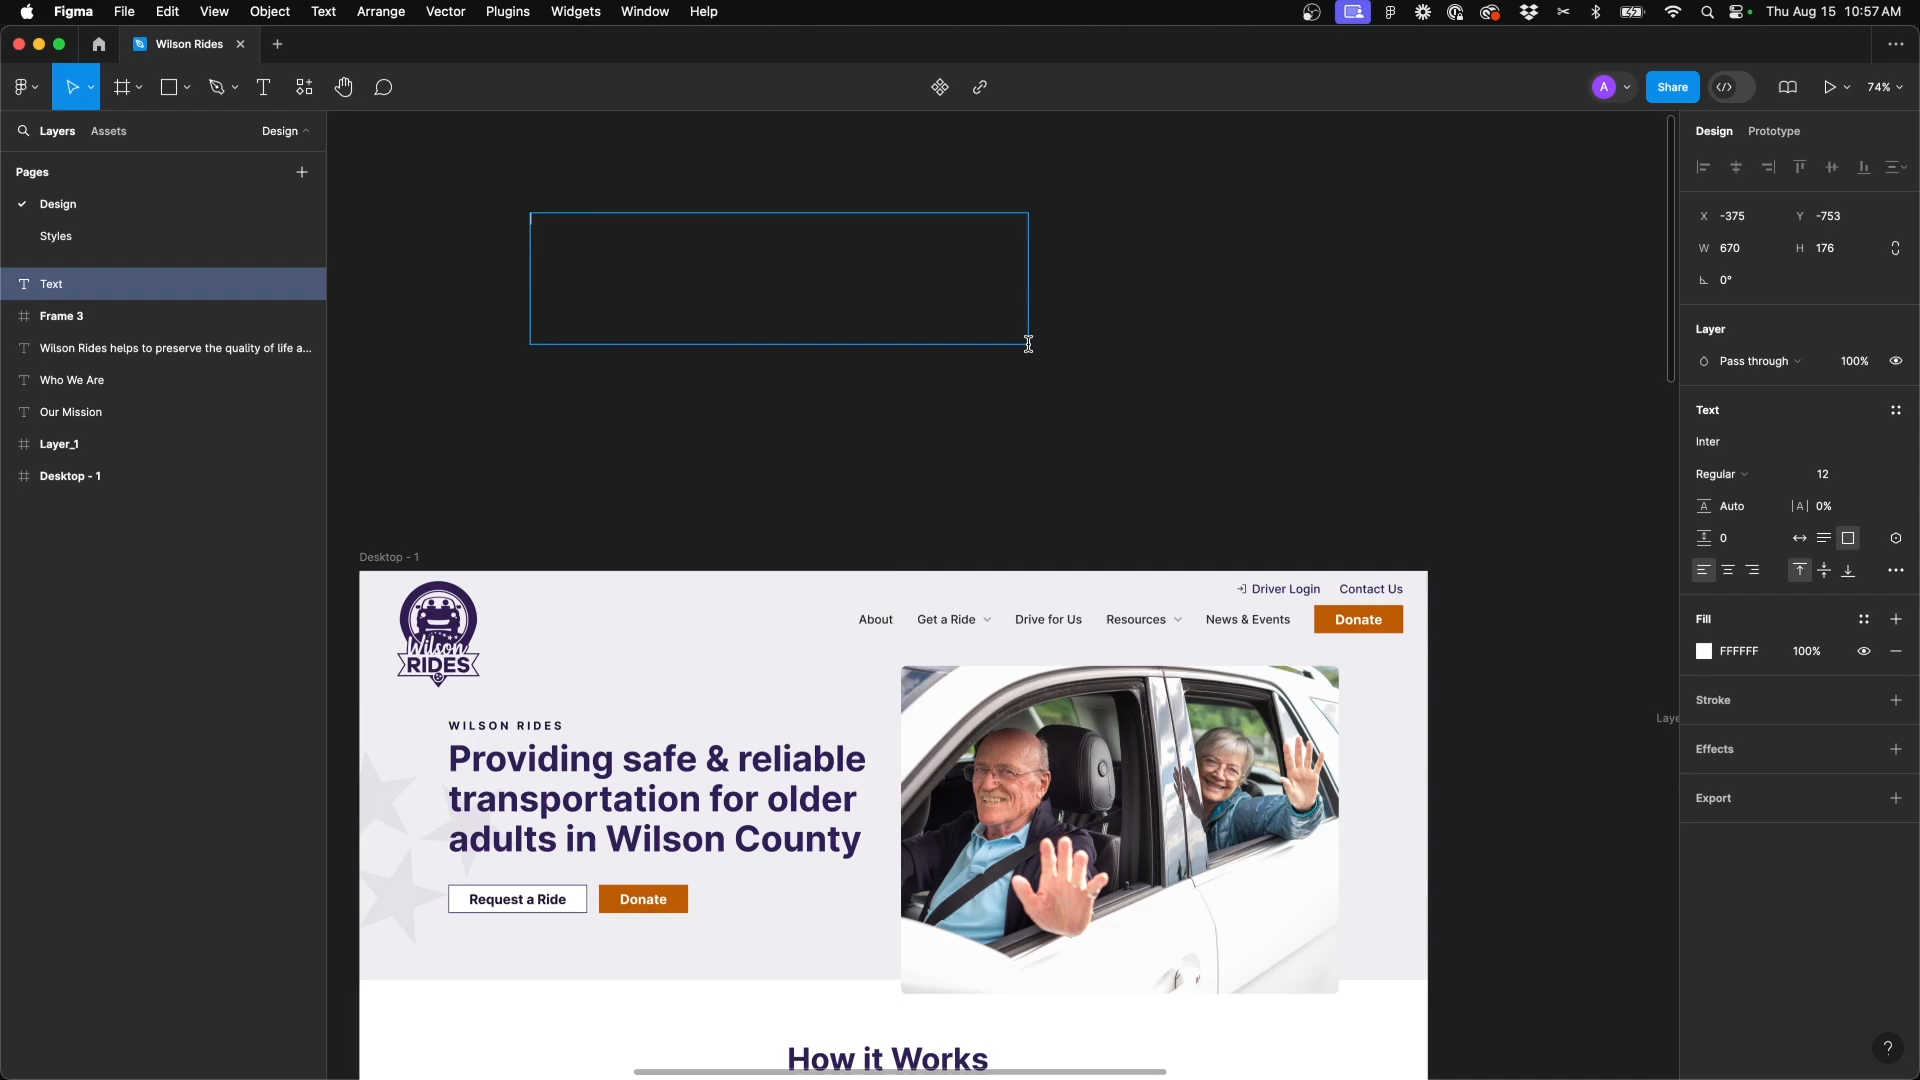 Figma File Edit View Object Text Arrange Vector Plugins Widgets Window Help Thu Aug 15 10:57 AM
Wilson Rides
A Share 74%
Layers Assets Design
Design Prototype
Pages
Design
Styles
Text
Frame 3
Wilson Rides helps to preserve the quality of life a...
Who We Are
Our Mission
Layer_1
Desktop - 1
X -375 Y -753
W 670 H 176
0°
Layer
Pass through 100%
Text
Inter
Regular 12
Auto |A| 0%
0
Fill
FFFFFF 100%
Stroke
Effects
Export
?
Desktop - 1
Laye
Driver Login Contact Us
About Get a Ride Drive for Us Resources News & Events Donate
Wilson
RIDES
WILSON RIDES
Providing safe & reliable
transportation for older
adults in Wilson County
Request a Ride Donate
How it Works